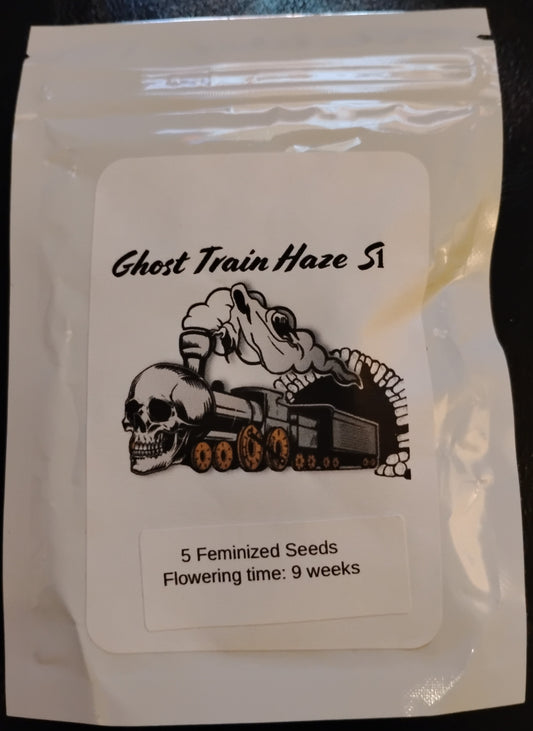 Ghost Train Haze S1
5 Feminized Seeds
Flowering time: 9 weeks